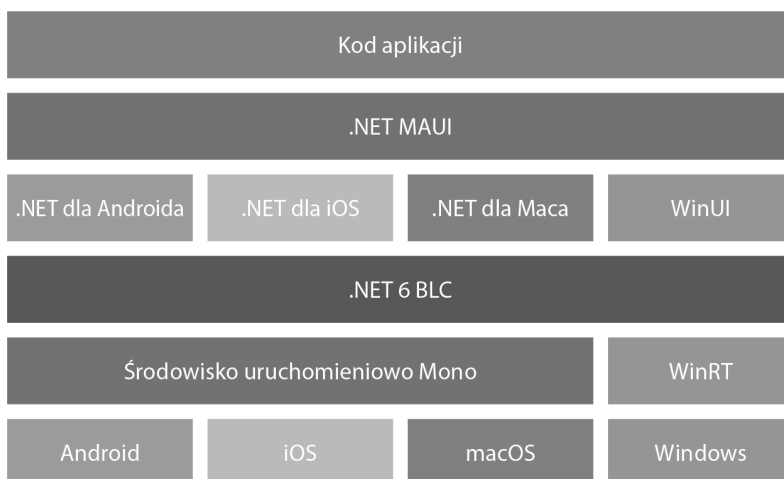 Kod aplikacji
.NET MAUI
.NET dla Androida
.NET dla iOS
.NET dla Maca
WinUI
.NET 6 BLC
Środowisko uruchomieniowo Mono
WinRT
Android
iOS
macOS
Windows